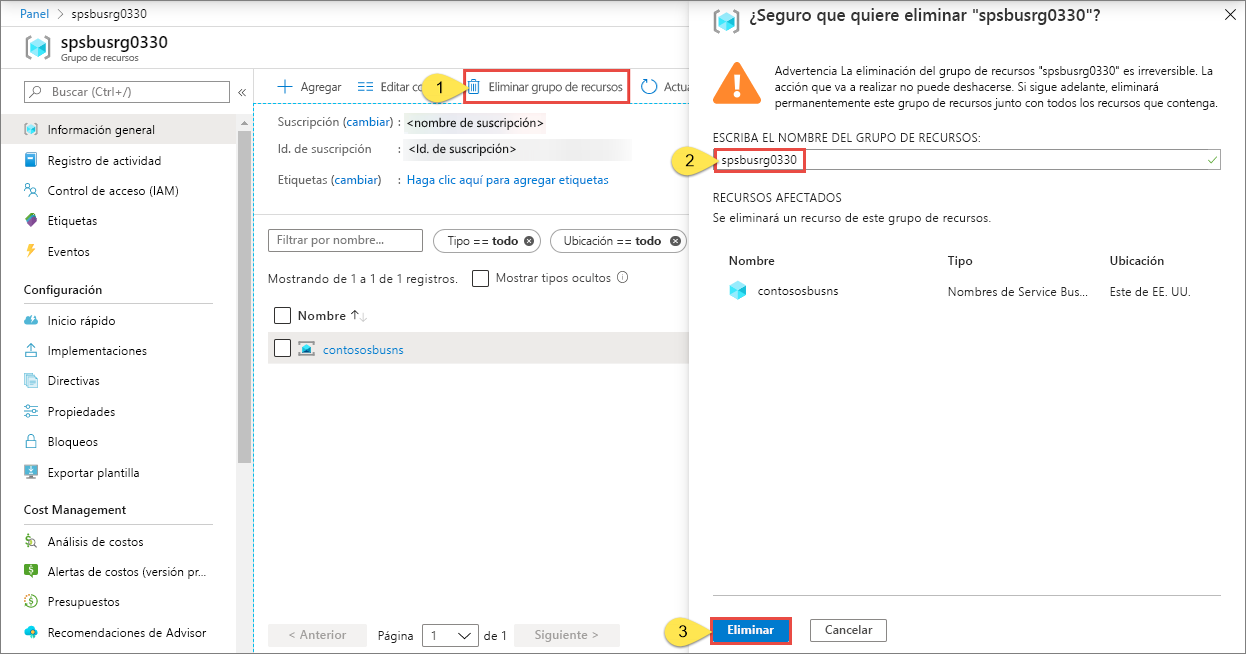 Panel > spsbusrg0330
spsbusrg0330
Grupo de recursos
Buscar (Ctrl+/)
«
Información general
Registro de actividad
Control de acceso (IAM)
Etiquetas
Eventos
Configuración
Inicio rápido
Implementaciones
Directivas
Propiedades
Bloqueos
Exportar plantilla
Cost Management
Análisis de costos
Alertas de costos (versión pr...
Presupuestos
Recomendaciones de Advisor
Agregar
Editar co
1
Eliminar grupo de recursos
Actua
Suscripción (cambiar) : <nombre de suscripción>
Id. de suscripción : <Id. de suscripción>
Etiquetas (cambiar) : Haga clic aquí para agregar etiquetas
Filtrar por nombre...
Tipo == todo
Ubicación == todo
Mostrando de 1 a 1 de 1 registros.
Mostrar tipos ocultos
Nombre ↑↓
contososbusns
< Anterior
Página
1
de 1
Siguiente >
¿Seguro que quiere eliminar "spsbusrg0330"?
Advertencia La eliminación del grupo de recursos "spsbusrg0330" es irreversible. La
acción que va a realizar no puede deshacerse. Si sigue adelante, eliminará
permanentemente este grupo de recursos junto con todos los recursos que contenga.
ESCRIBA EL NOMBRE DEL GRUPO DE RECURSOS:
2
spsbusrg0330
RECURSOS AFECTADOS
Se eliminará un recurso de este grupo de recursos.
Nombre Tipo Ubicación
contososbusns Nombres de Service Bus... Este de EE. UU.
3
Eliminar
Cancelar